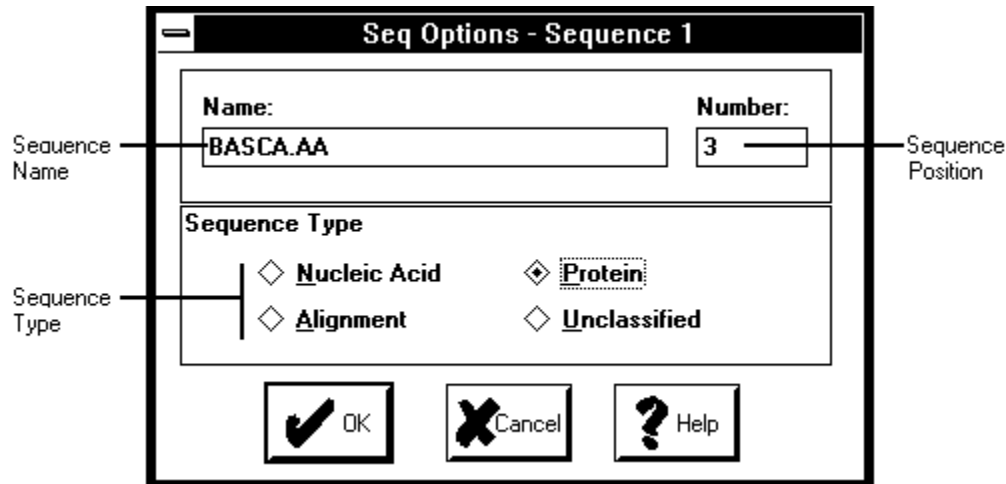 Seq Options - Sequence 1
Name:
Number:
Sequence
Name
BASCA.AA
3
Sequence
Position
Sequence Type
Sequence
Type
Nucleic Acid
Protein
Alignment
Unclassified
OK
Cancel
Help